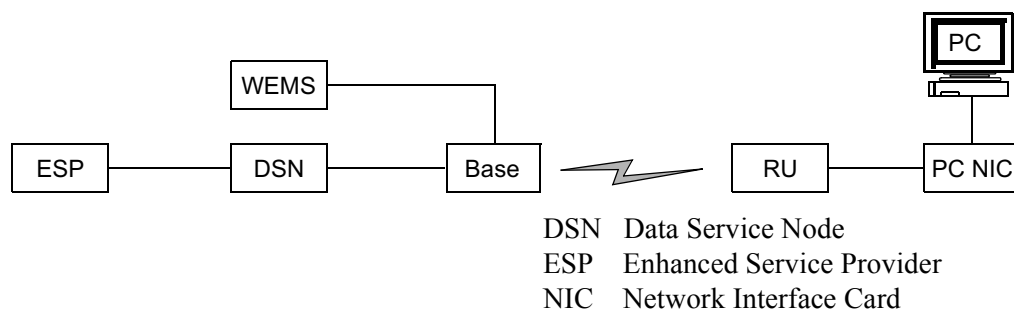 PC
WEMS
ESP DSN Base RU PC NIC
DSN Data Service Node
ESP Enhanced Service Provider
NIC Network Interface Card